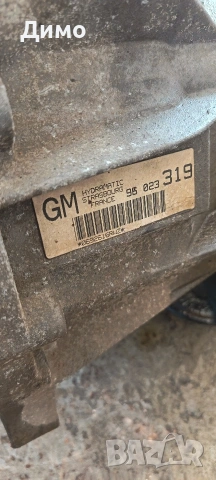 Димо
GM
HYDRAMATIC
STRASBOURG
FRANCE
96 023 319
BAZAR
bg